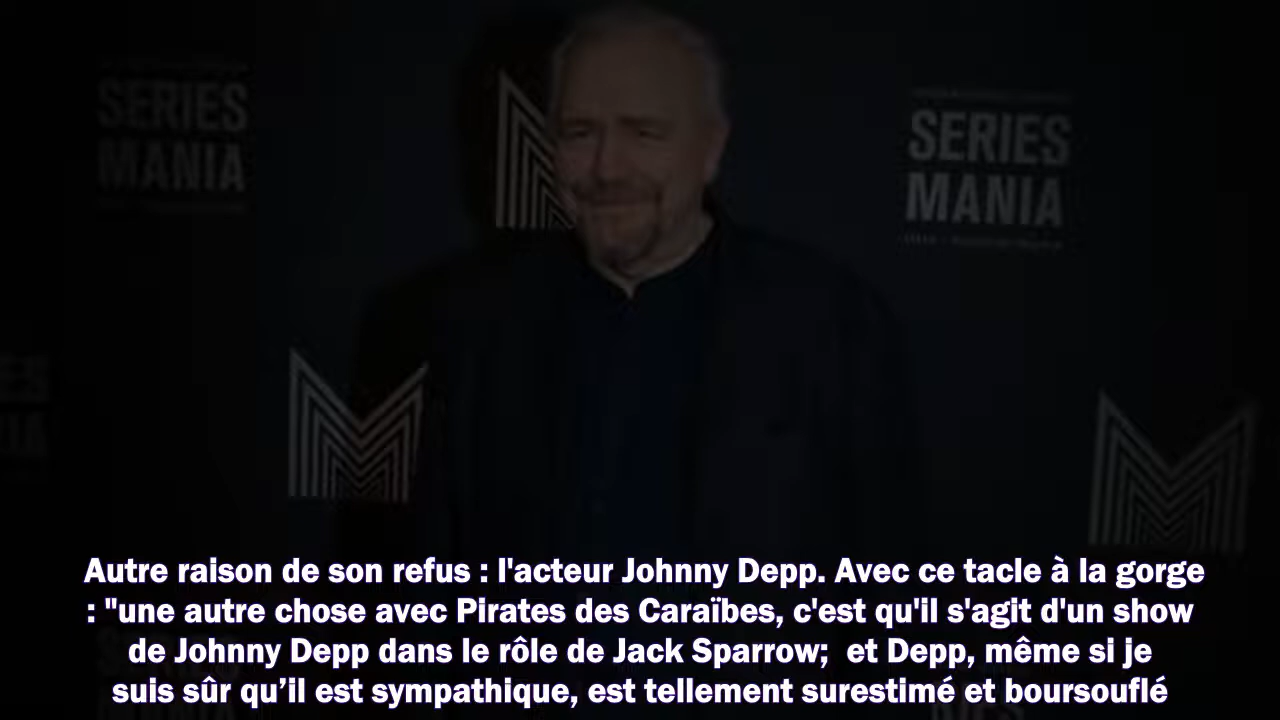 SERIES
MANIA
SERIES
MANIA
Autre raison de son refus : l'acteur Johnny Depp. Avec ce tacle à la gorge
: "une autre chose avec Pirates des Caraïbes, c'est qu'il s'agit d'un show
de Johnny Depp dans le rôle de Jack Sparrow;  et Depp, même si je
suis sûr qu’il est sympathique, est tellement surestimé et boursouflé